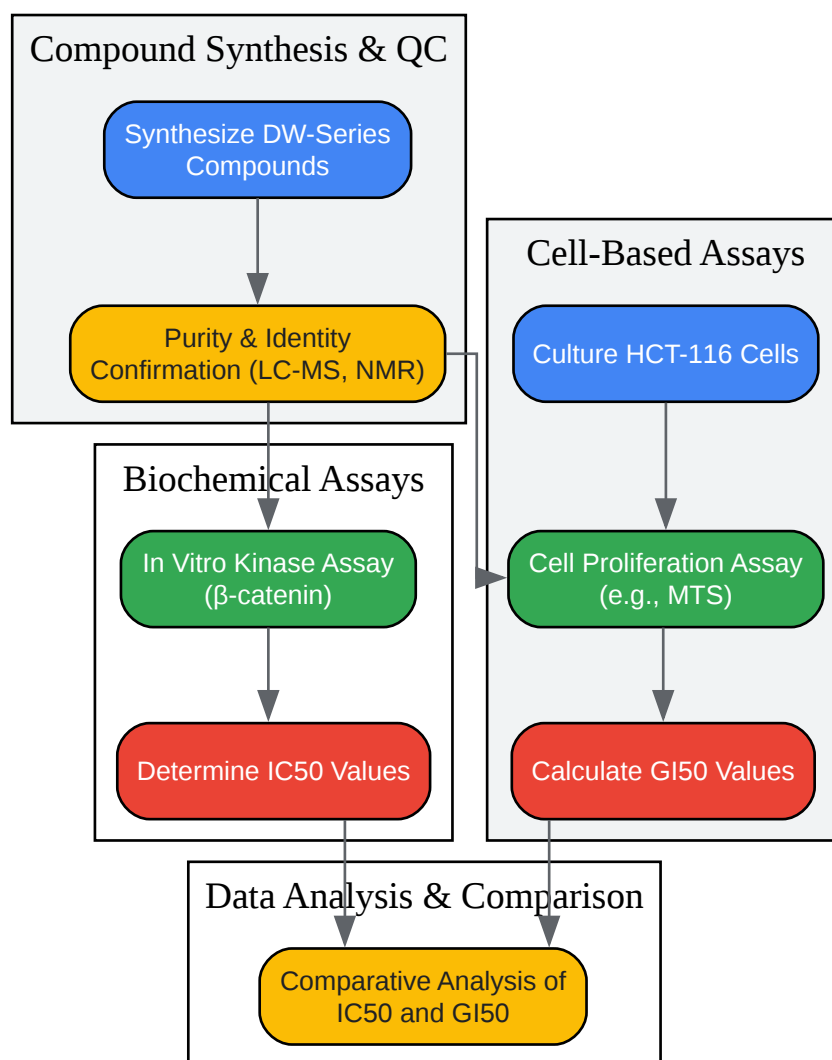 Compound Synthesis & QC
Synthesize DW-Series
Compounds
Purity & Identity
Confirmation (LC-MS, NMR)
Cell-Based Assays
Culture HCT-116 Cells
Biochemical Assays
In Vitro Kinase Assay
(β-catenin)
Cell Proliferation Assay
(e.g., MTS)
Determine IC50 Values
Calculate GI50 Values
Data Analysis & Comparison
Comparative Analysis of
IC50 and GI50